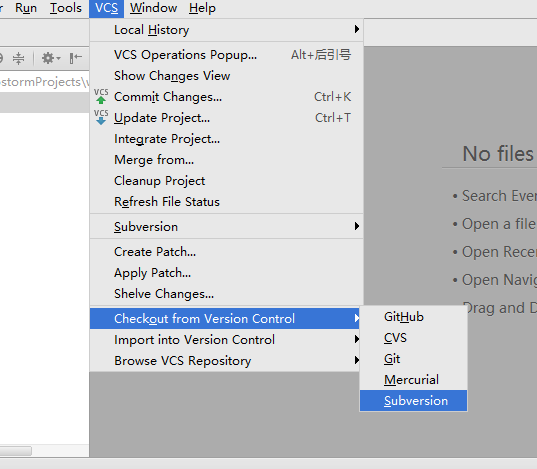 r Run Tools VCS Window Help
Local History
VCS Operations Popup... Alt+后引号
Show Changes View
VCS Commit Changes... Ctrl+K
VCS Update Project... Ctrl+T
Integrate Project...
Merge from...
Cleanup Project
Refresh File Status
Subversion
Create Patch...
Apply Patch...
Shelve Changes...
Checkout from Version Control
Import into Version Control
Browse VCS Repository
GitHub
CVS
Git
Mercurial
Subversion
stormProjects\
No files
• Search Ever
• Open a file
• Open Recen
• Open Navig
Drag and D